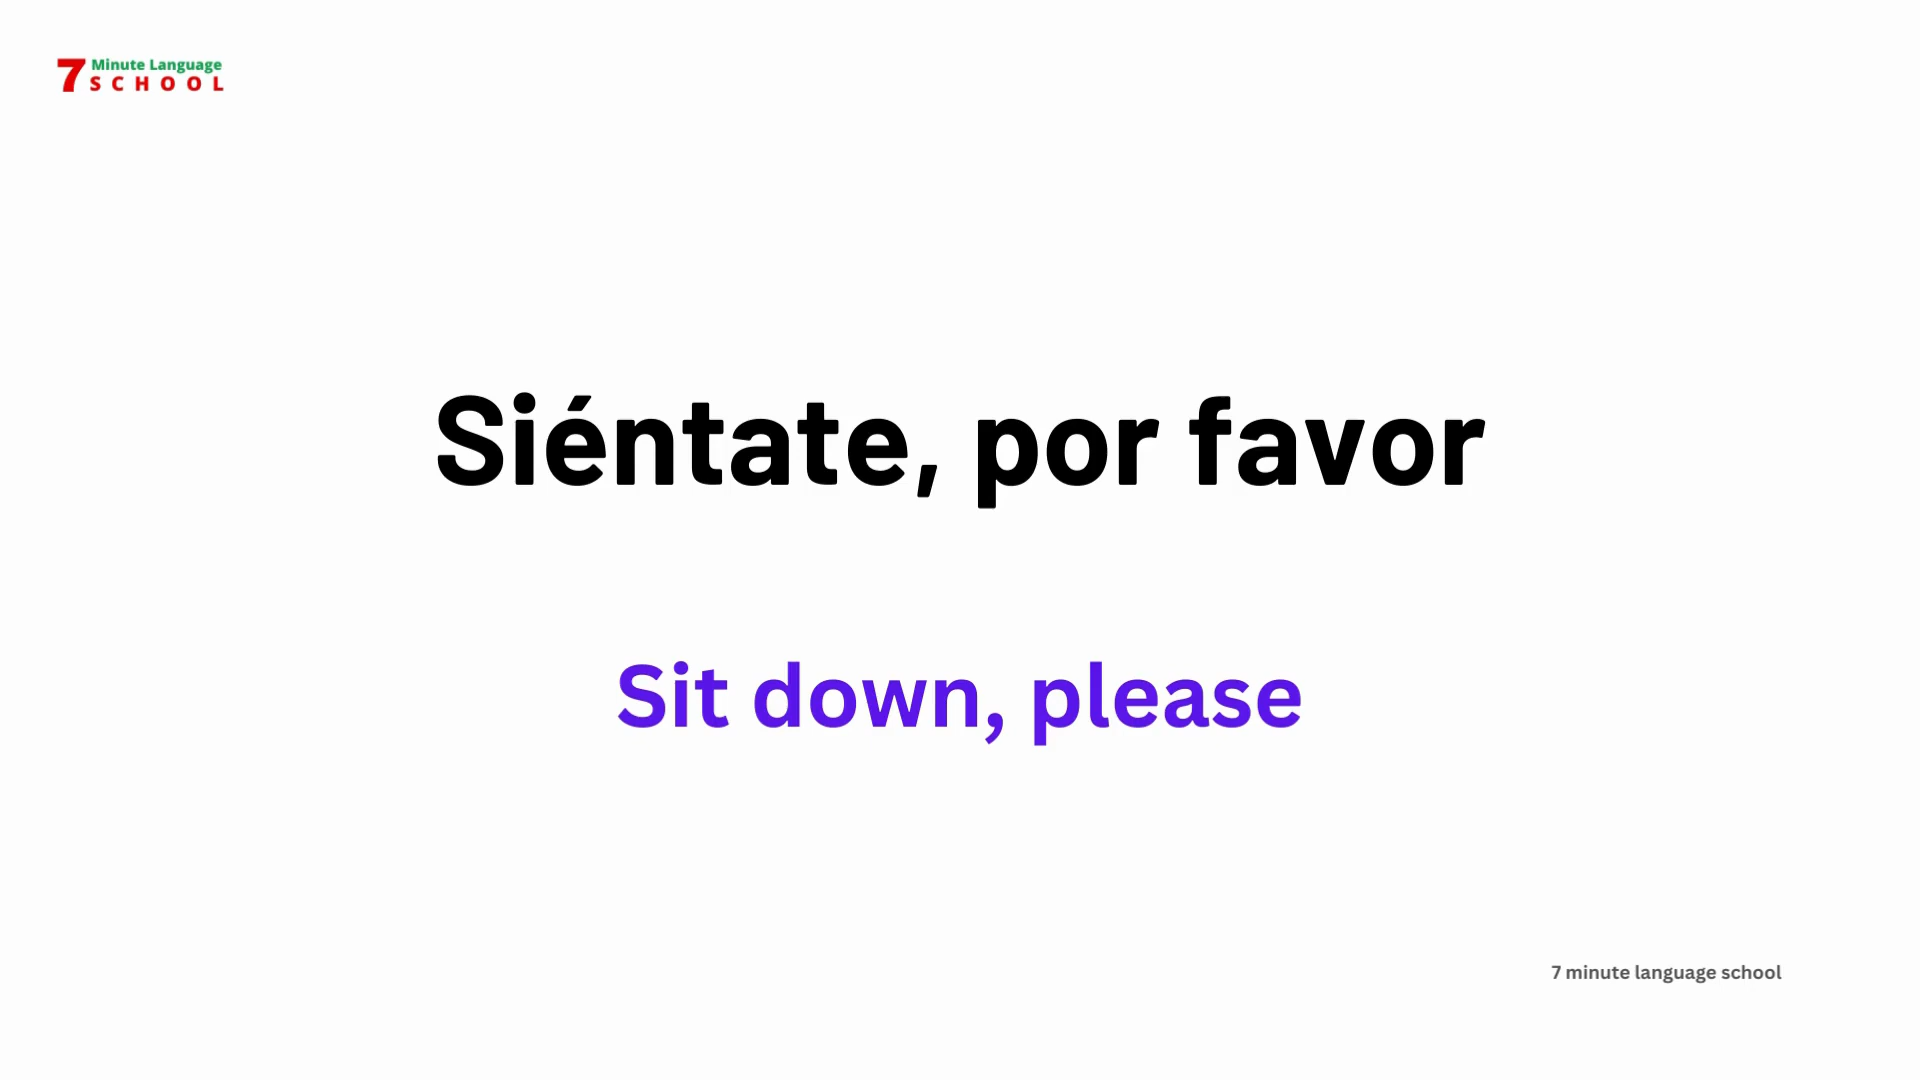 7 Minute Language
SCHOOL
Siéntate, por favor
Sit down, please
7 minute language school